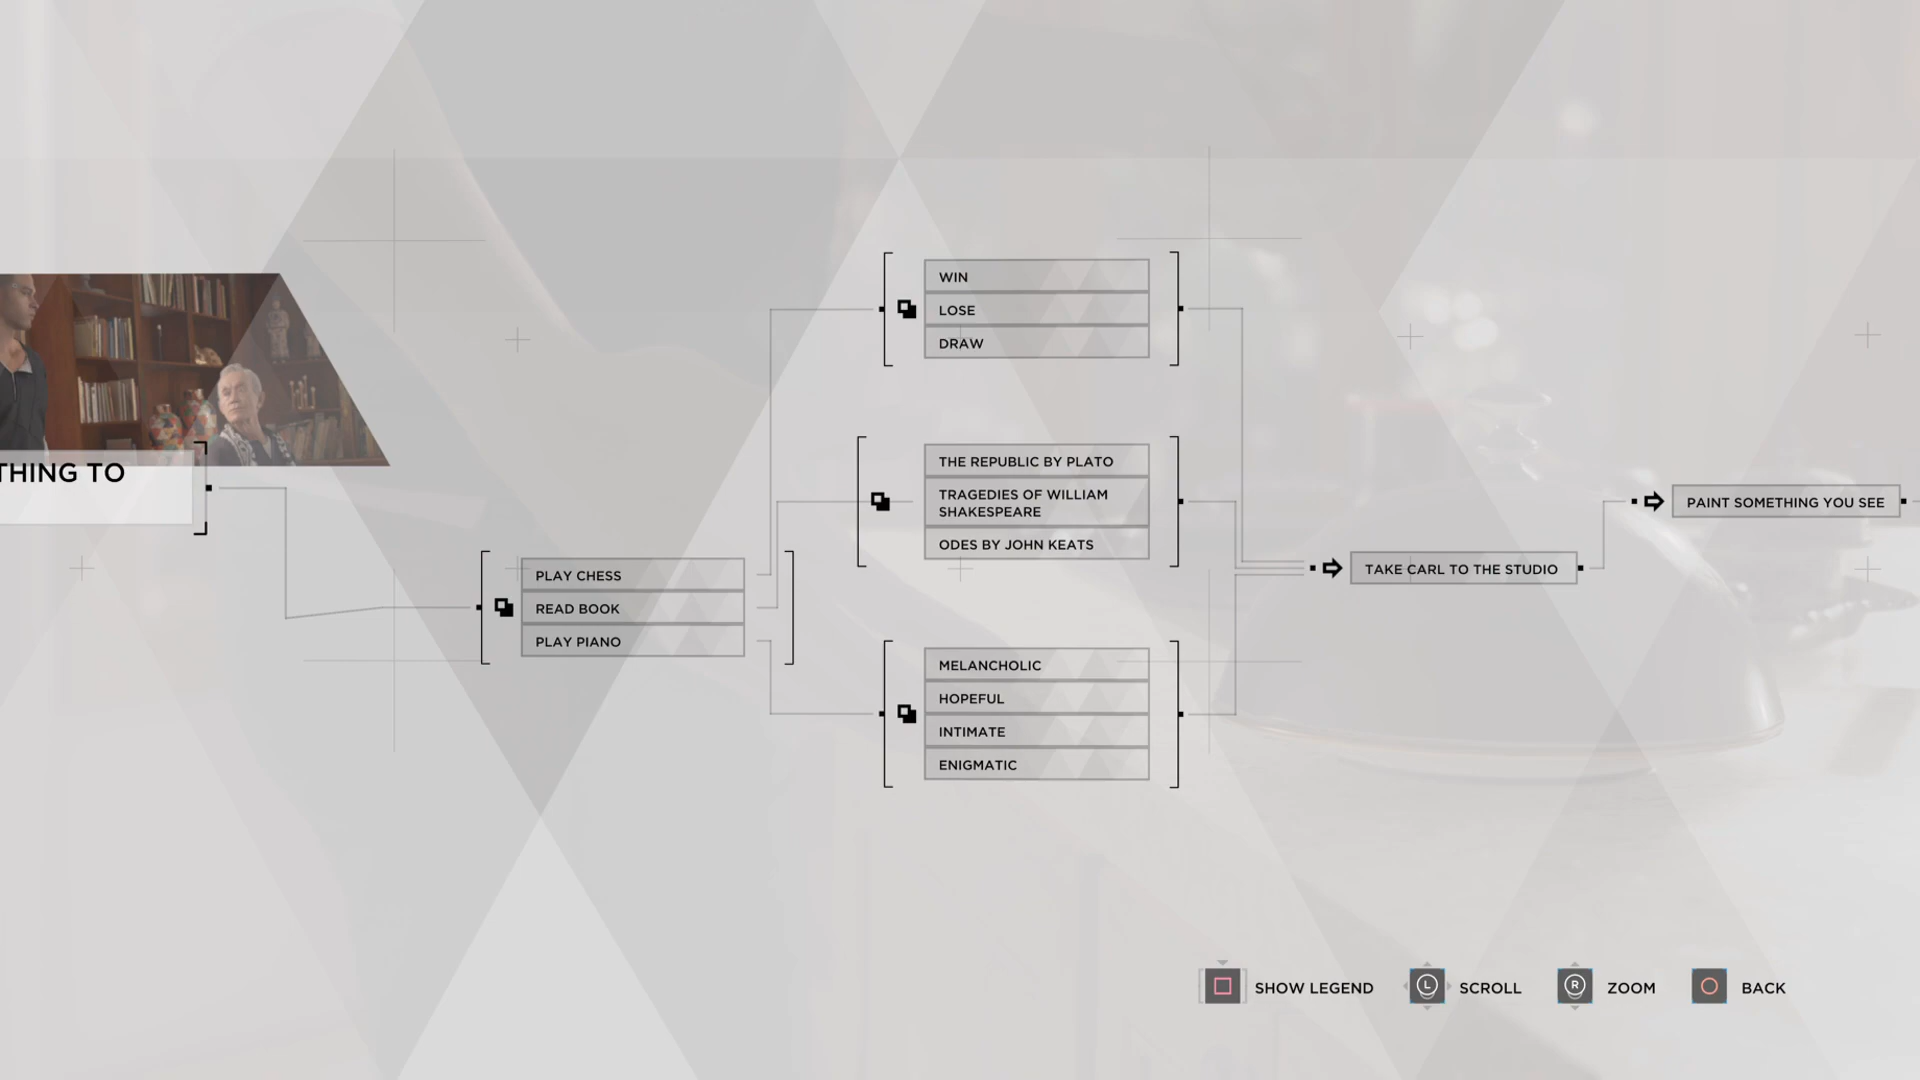 THING TO
PLAY CHESS
READ BOOK
PLAY PIANO
WIN
LOSE
DRAW
THE REPUBLIC BY PLATO
TRAGEDIES OF WILLIAM
SHAKESPEARE
ODES BY JOHN KEATS
MELANCHOLIC
HOPEFUL
INTIMATE
ENIGMATIC
TAKE CARL TO THE STUDIO
PAINT SOMETHING YOU SEE
SHOW LEGEND
L
SCROLL
R
ZOOM
BACK